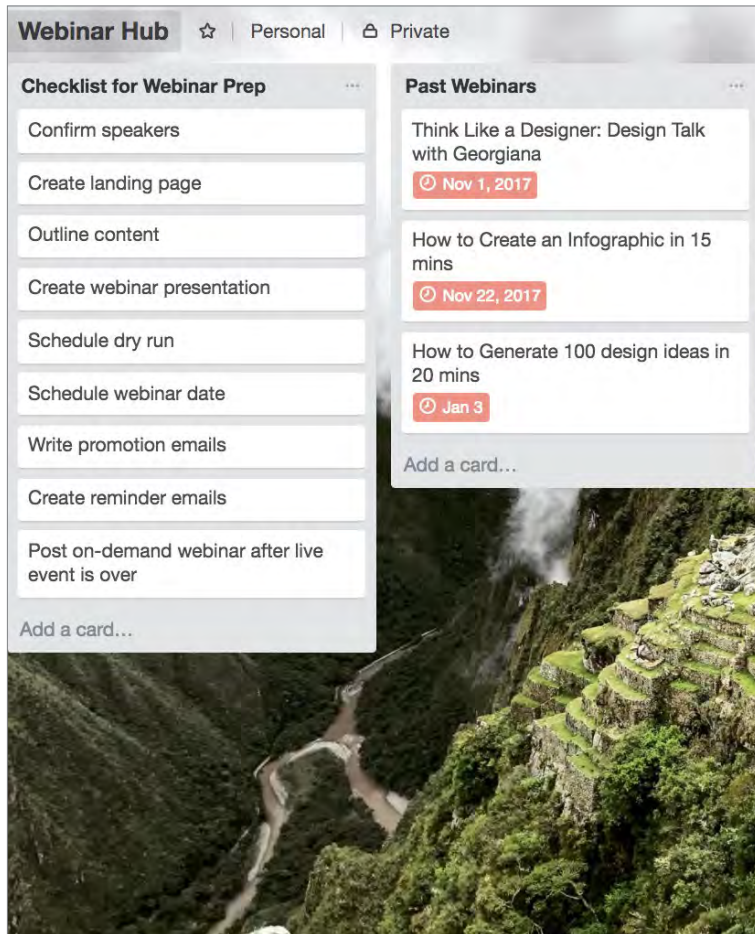 Webinar Hub Personal Private
Checklist for Webinar Prep
Confirm speakers
Create landing page
Outline content
Create webinar presentation
Schedule dry run
Schedule webinar date
Write promotion emails
Create reminder emails
Post on-demand webinar after live
event is over
Add a card...
Past Webinars
Think Like a Designer: Design Talk
with Georgiana
Nov 1, 2017
How to Create an Infographic in 15
mins
Nov 22, 2017
How to Generate 100 design ideas in
20 mins
Jan 3
Add a card...